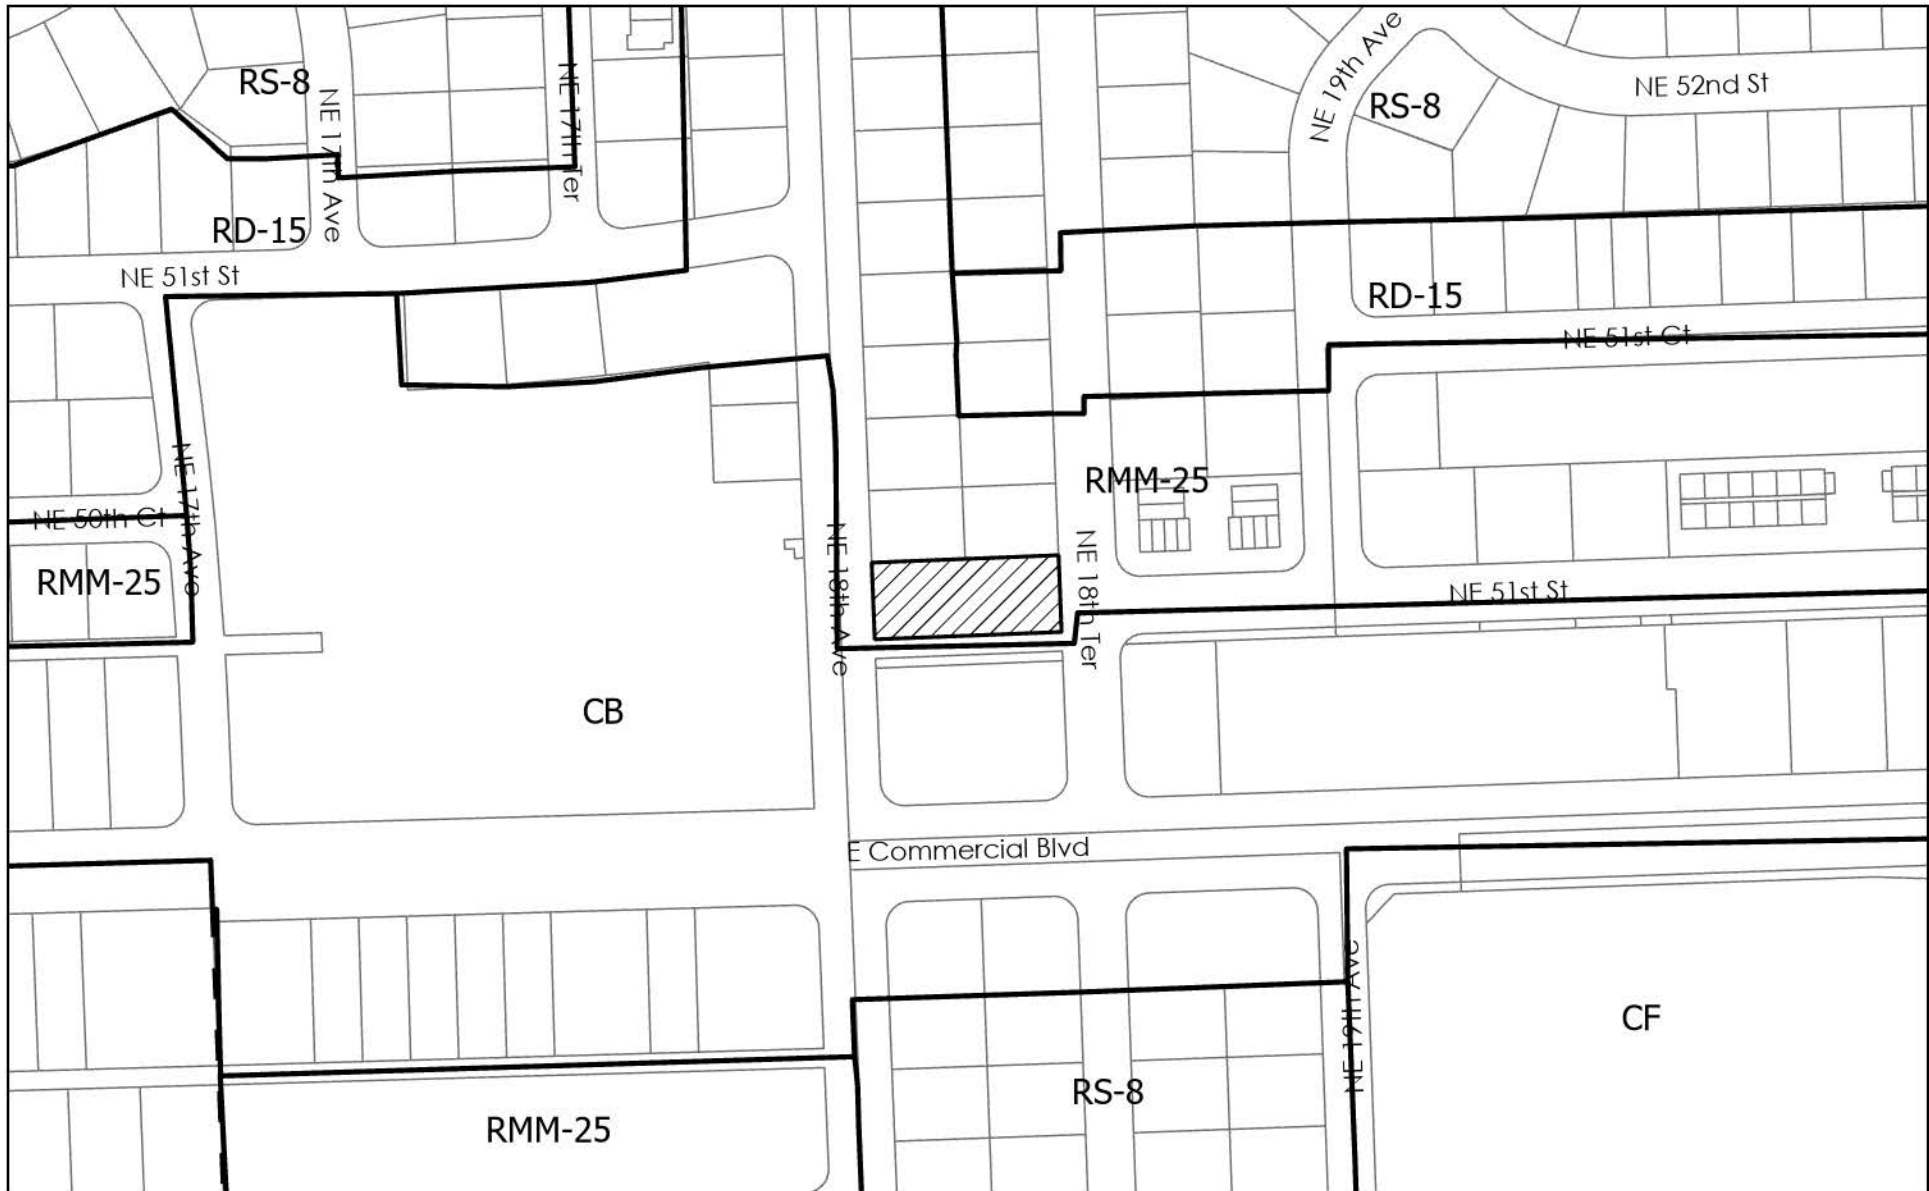 RS-8
NE 17th Ave
NE 17th Ter
NE 19th Ave
RS-8
NE 52nd St
RD-15
NE 51st St
RD-15
NE 51st Ct
NE 17th Ave
NE 50th Ct
RMM-25
RMM-25
NE 18th Ave
NE 18th Ter
NE 51st St
CB
E Commercial Blvd
NE 19th Ave
CF
RS-8
RMM-25